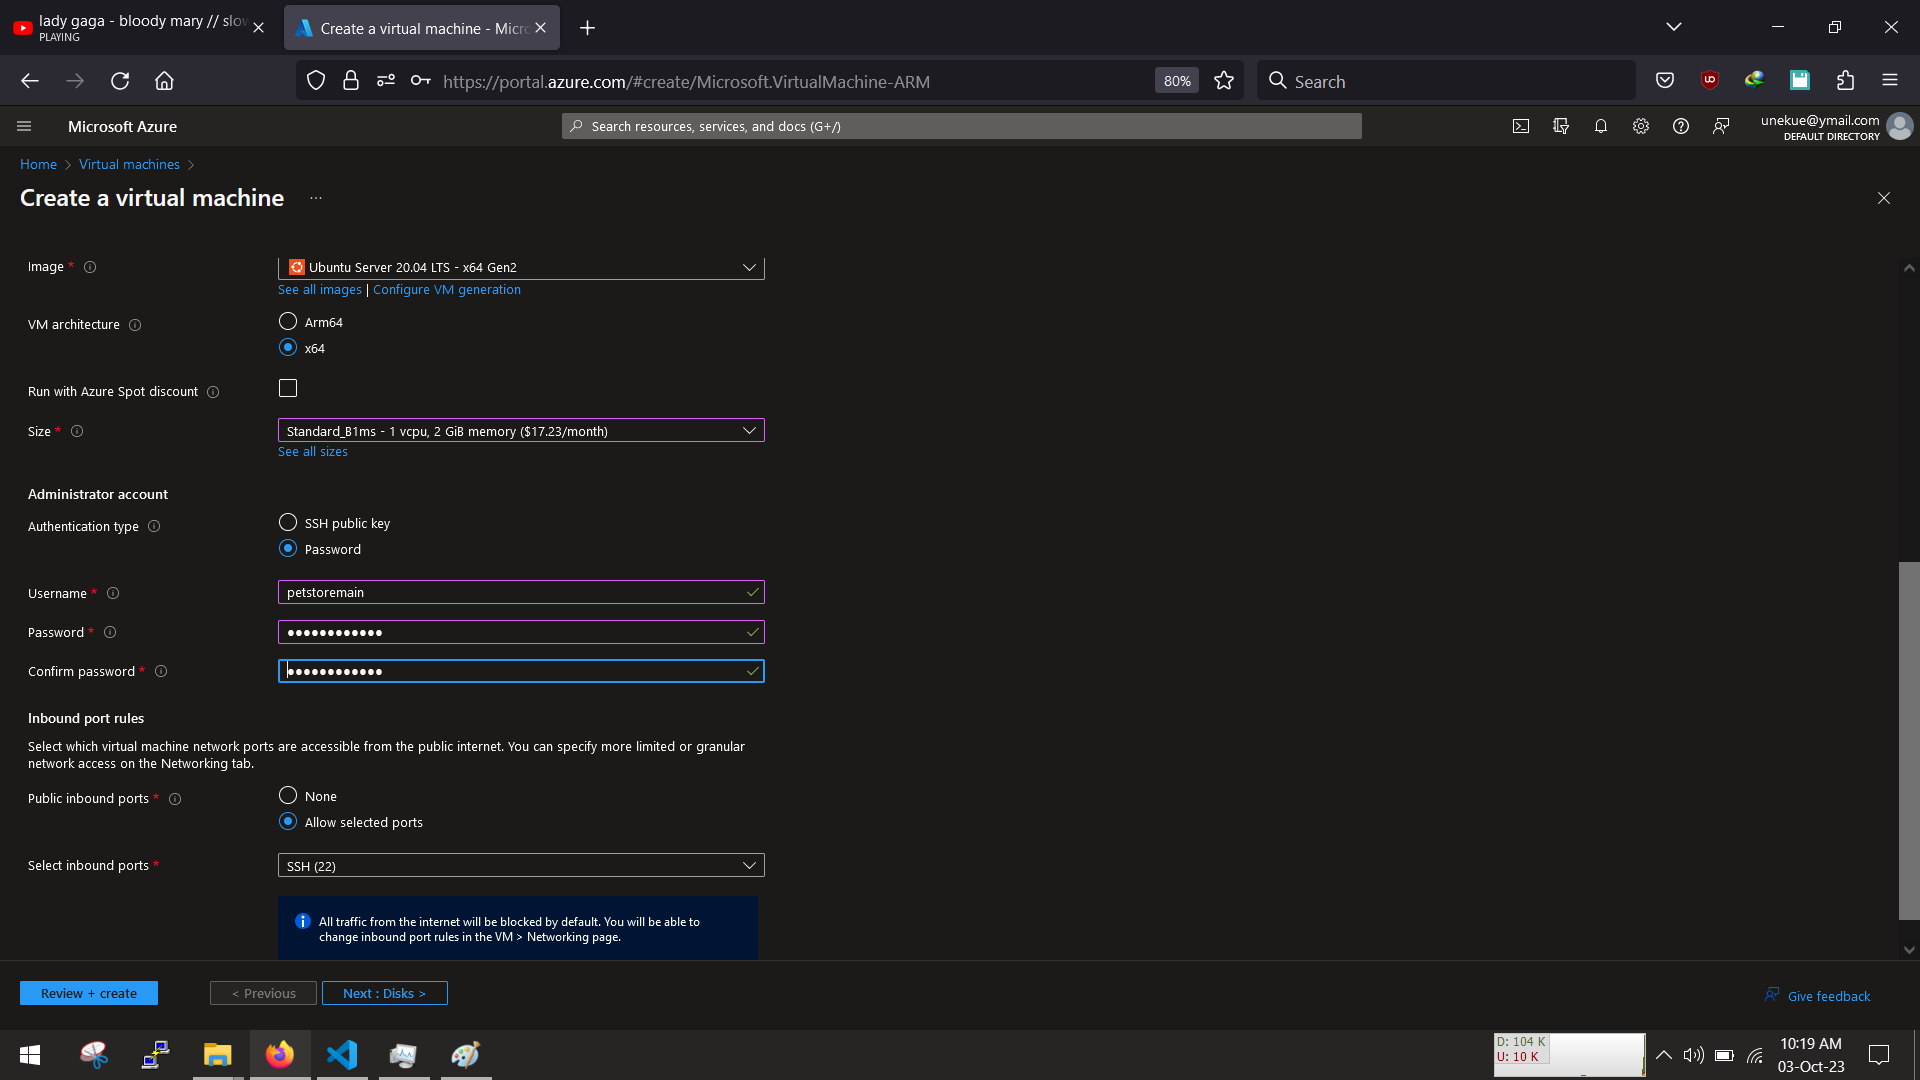 lady gaga - bloody mary // slow
PLAYING
Create a virtual machine - Micro
https://portal.azure.com/#create/Microsoft.VirtualMachine-ARM
80%
Search
Microsoft Azure
Search resources, services, and docs (G+/)
unekue@ymail.com
DEFAULT DIRECTORY
Home > Virtual machines >
Create a virtual machine ...
Image *
Ubuntu Server 20.04 LTS - x64 Gen2
See all images | Configure VM generation
VM architecture
Arm64
x64
Run with Azure Spot discount
Size *
Standard_B1ms - 1 vcpu, 2 GiB memory ($17.23/month)
See all sizes
Administrator account
Authentication type
SSH public key
Password
Username *
petstoremain
Password *
●●●●●●●●●●●●
Confirm password *
●●●●●●●●●●●●
Inbound port rules
Select which virtual machine network ports are accessible from the public internet. You can specify more limited or granular
network access on the Networking tab.
Public inbound ports *
None
Allow selected ports
Select inbound ports *
SSH (22)
All traffic from the internet will be blocked by default. You will be able to
change inbound port rules in the VM > Networking page.
Review + create
< Previous
Next : Disks >
Give feedback
D: 104 K
U: 10 K
10:19 AM
03-Oct-23